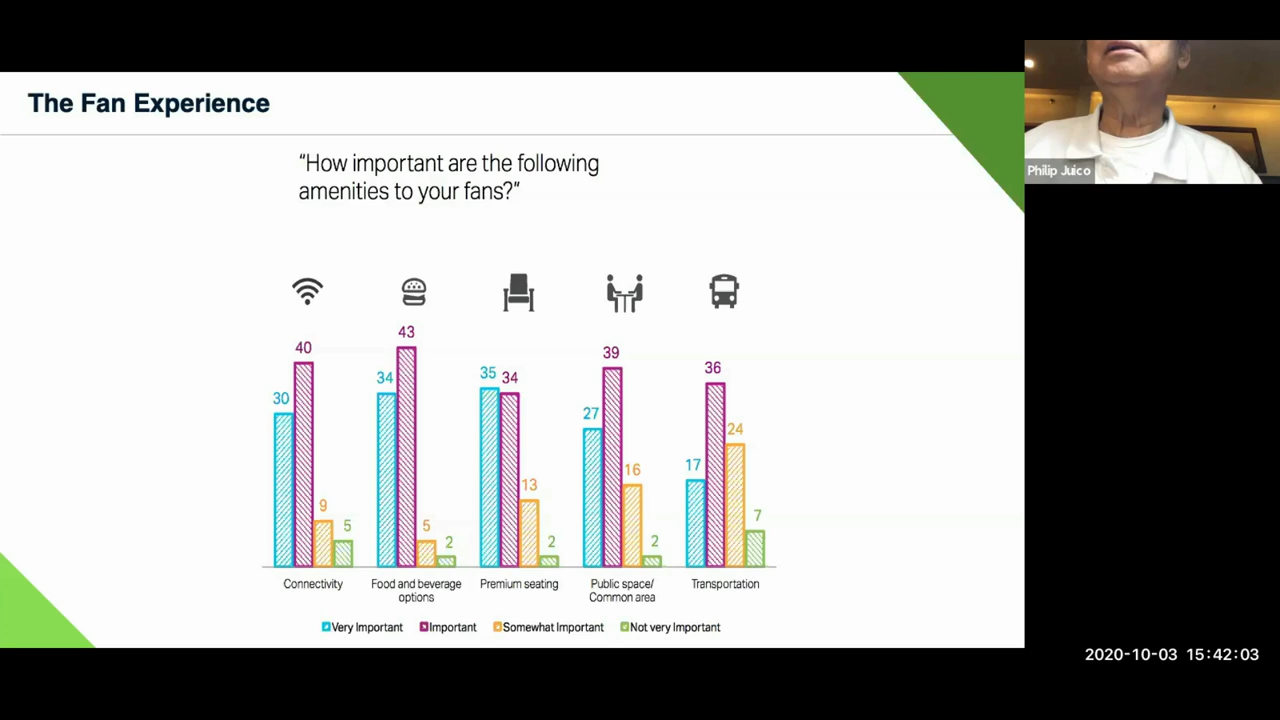 The Fan Experience
Philip Juico
“How important are the following
amenities to your fans?”
40
43
30
34
35
34
27
39
17
36
24
9
5
5
2
13
2
16
2
7
Connectivity
Food and beverage
options
Premium seating
Public space/
Common area
Transportation
Very Important
Important
Somewhat Important
Not very Important
2020-10-03 15:42:03